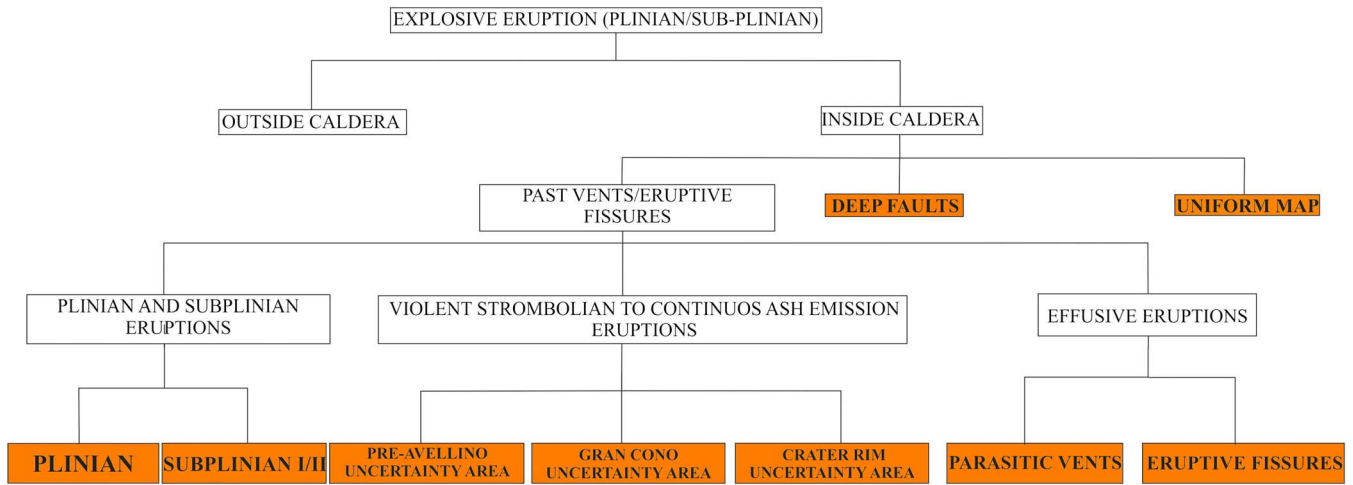 EXPLOSIVE ERUPTION (PLINIAN/SUB-PLINIAN)
OUTSIDE CALDERA
INSIDE CALDERA
PAST VENTS/ERUPTIVE
FISSURES
DEEP FAULTS
UNIFORM MAP
PLINIAN AND SUBPLINIAN
ERUPTIONS
VIOLENT STROMBOLIAN TO CONTINUOS ASH EMISSION
ERUPTIONS
EFFUSIVE ERUPTIONS
PLINIAN
SUBPLINIAN I/II
PRE-AVELLINO
UNCERTAINTY AREA
GRAN CONO
UNCERTAINTY AREA
CRATER RIM
UNCERTAINTY AREA
PARASITIC VENTS
ERUPTIVE FISSURES